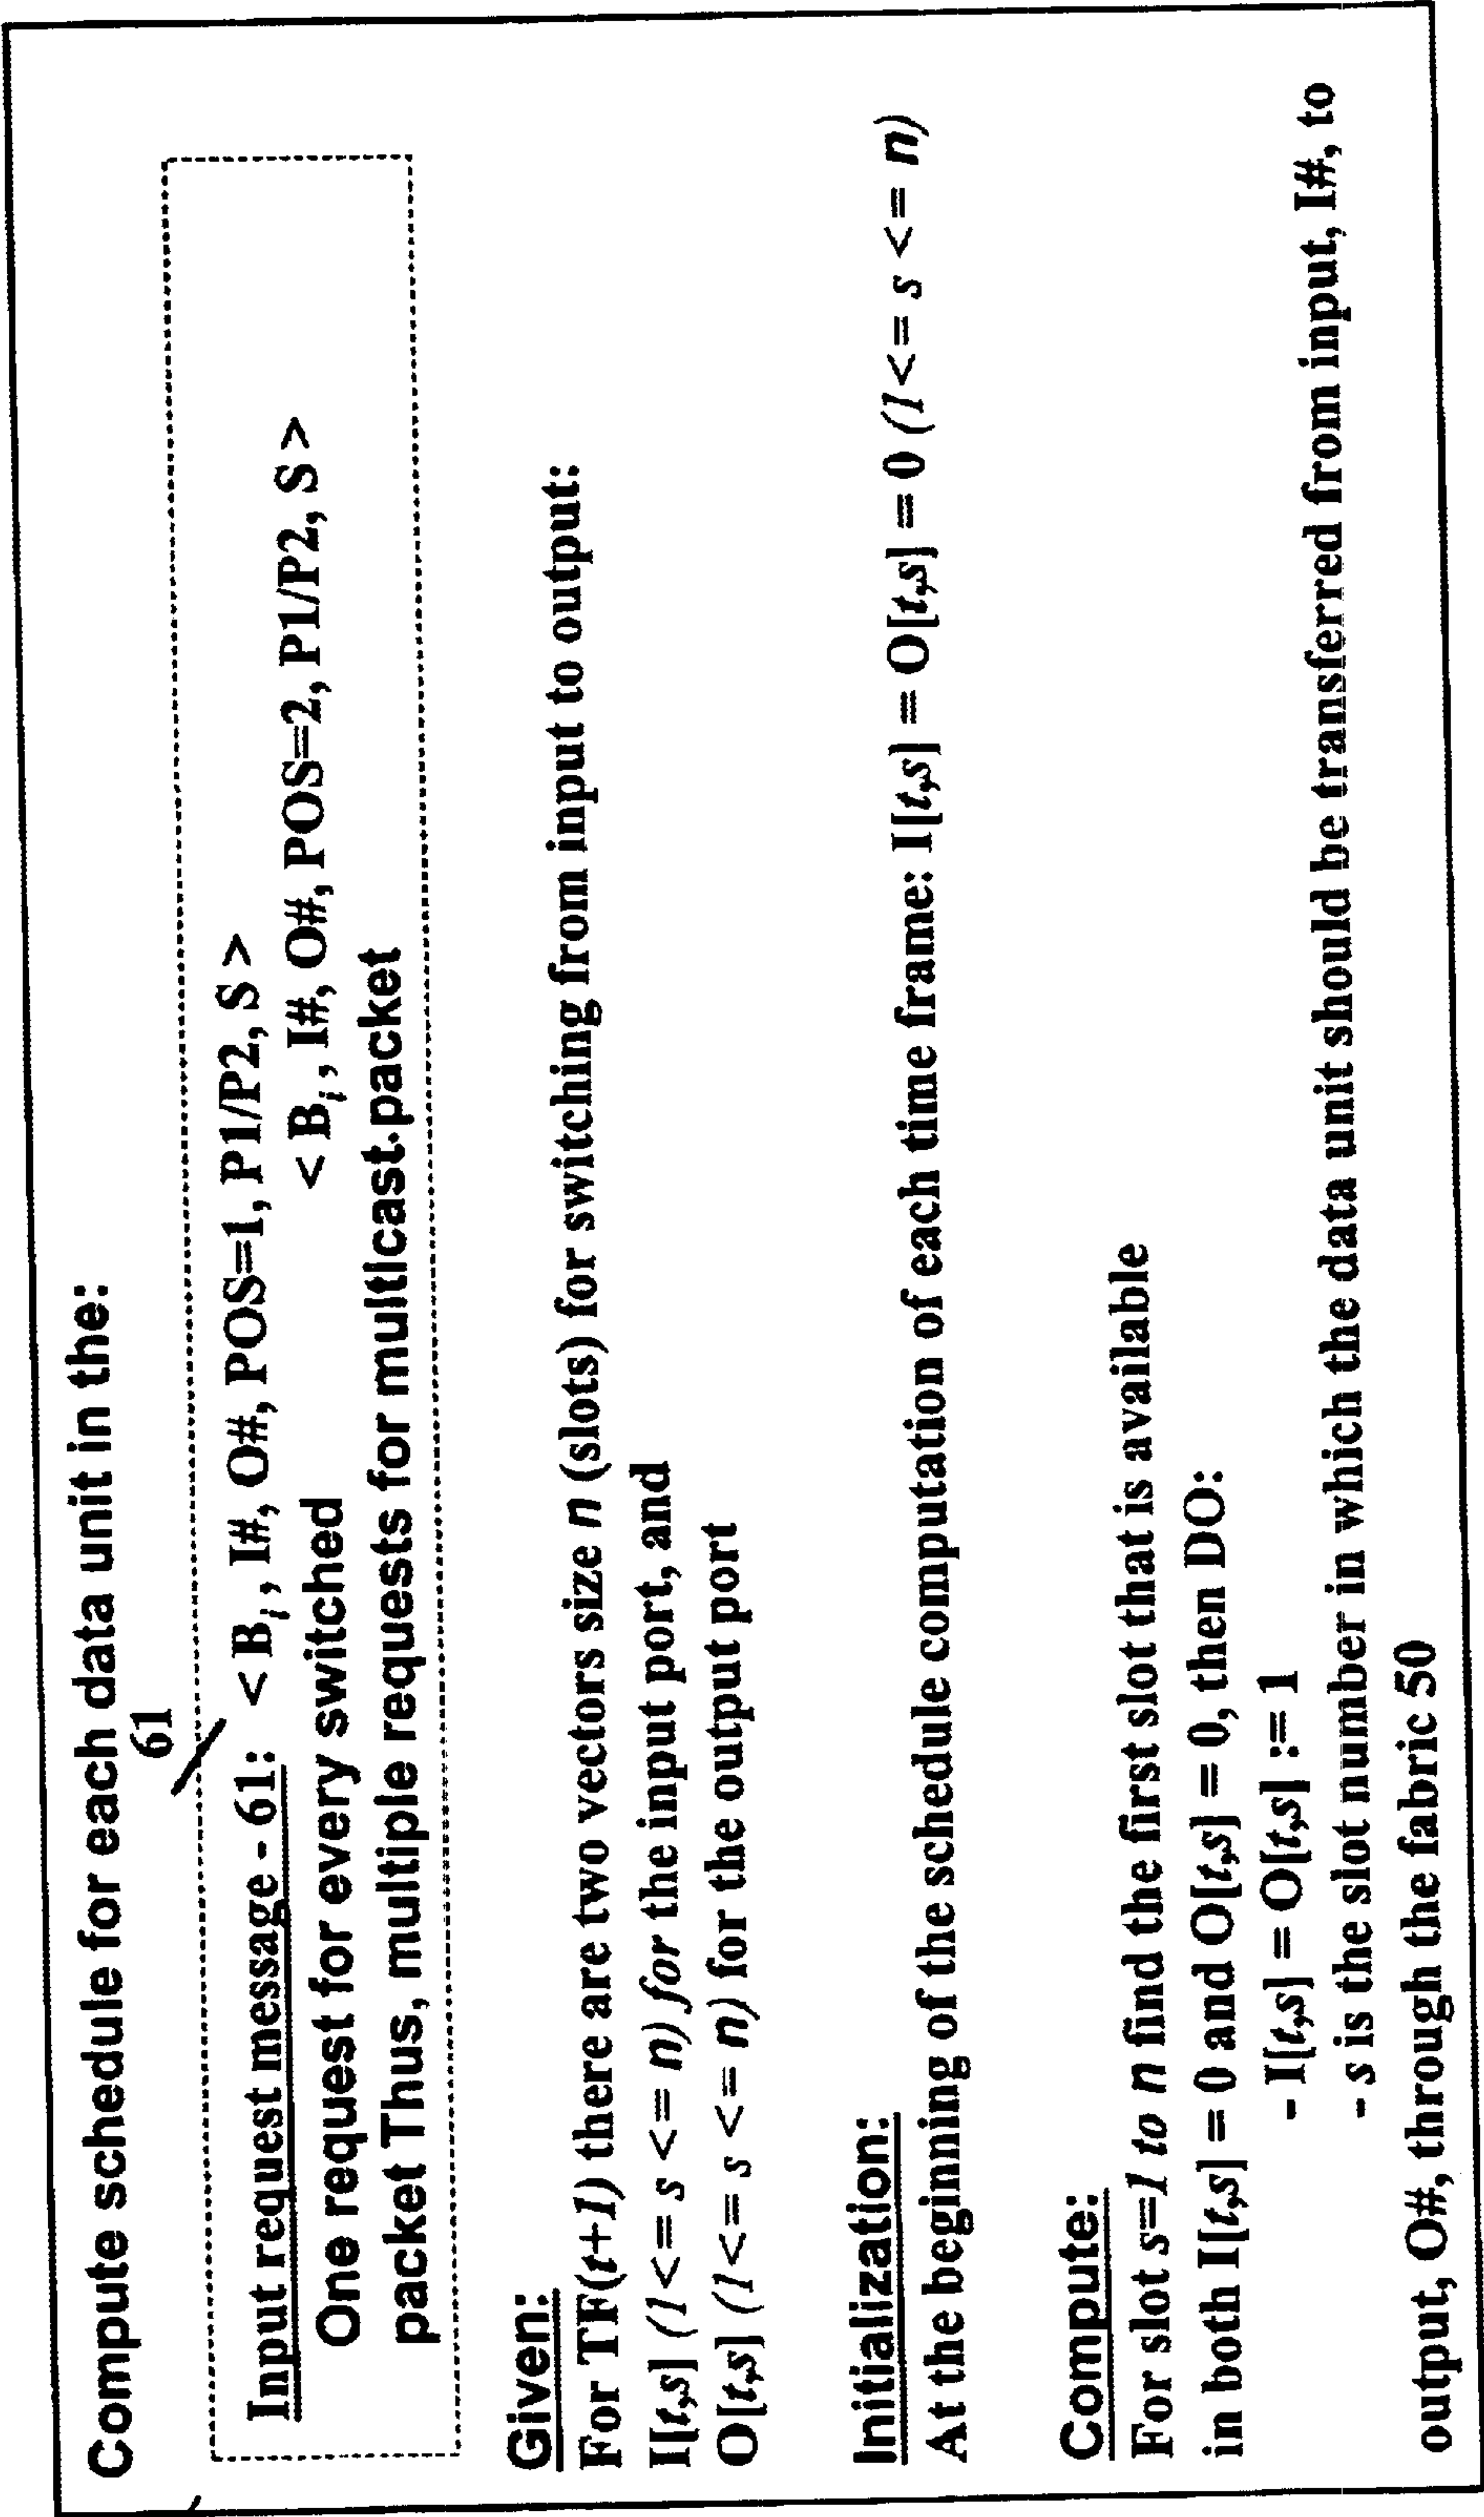 Compute schedule for each data unit in the:
61
Input request message - 61: < B_i, I#, O#, POS=1, P1/P2, S >
< B_i, I#, O#, POS=2, P1/P2, S >
One request for every switched
packet Thus, multiple requests for multicast packet
Given:
For TF(t+1) there are two vectors size n (slots) for switching from input to output:
I[t,s] (1<= s <= n) for the input port, and
O[t,s] (1<= s <= n) for the output port
Initialization:
At the beginning of the schedule computation of each time frame: I[t,s] = O[t,s] = 0 (1<= s <= n)
Compute:
For slot s=1 to n find the first slot that is available
in both I[t,s] = 0 and O[t,s] = 0, then DO:
- I[t,s] = O[t,s] := 1
- s is the slot number in which the data unit should be transferred from input, I#, to
output, O#, through the fabric 50